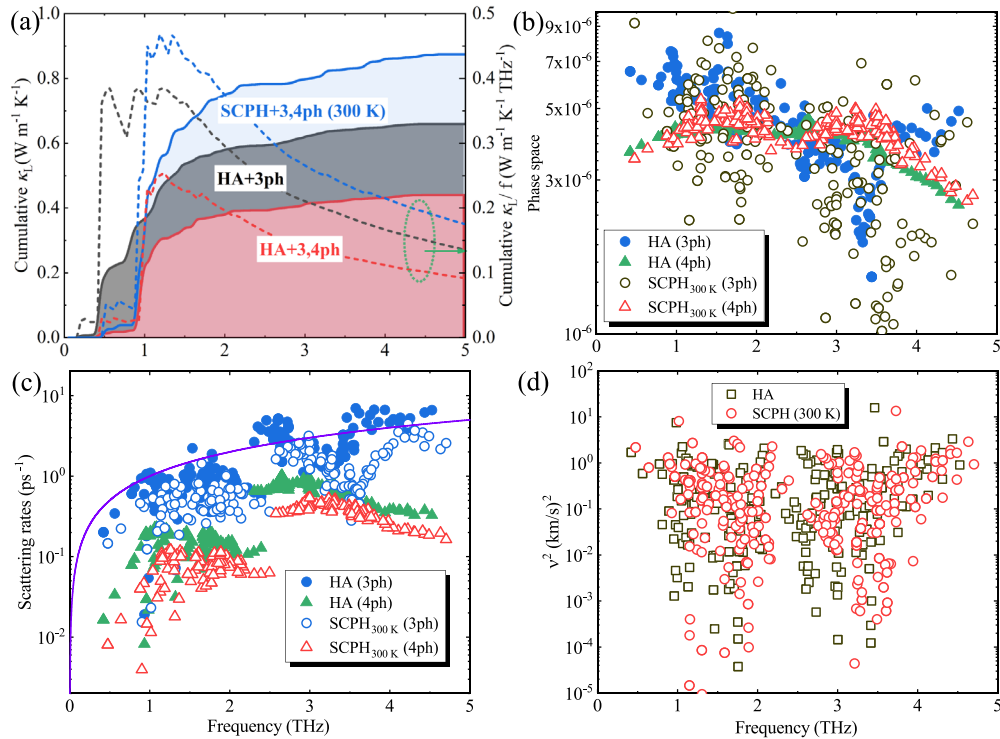 (a)
Cumulative κL (W m-1 K-1)
1.0
0.8
0.6
0.4
0.2
0.0
0 1 2 3 4 5
0.5
0.4
0.3
0.2
0.1
0.0
Cumulative κL/ f (W m-1 K-1 THz-1)
SCPH+3,4ph (300 K)
HA+3ph
HA+3,4ph
(b)
Phase space
9×10-6
5×10-6
3×10-6
10-6
0 1 2 3 4 5
HA (3ph)
HA (4ph)
SCPH300 K (3ph)
SCPH300 K (4ph)
(c)
Scattering rates (ps-1)
101
100
10-1
10-2
0 1 2 3 4 5
Frequency (THz)
HA (3ph)
HA (4ph)
SCPH300 K (3ph)
SCPH300 K (4ph)
(d)
v2 (km/s)2
102
101
100
10-1
10-2
10-3
10-4
10-5
0 1 2 3 4 5
Frequency (THz)
HA
SCPH (300 K)